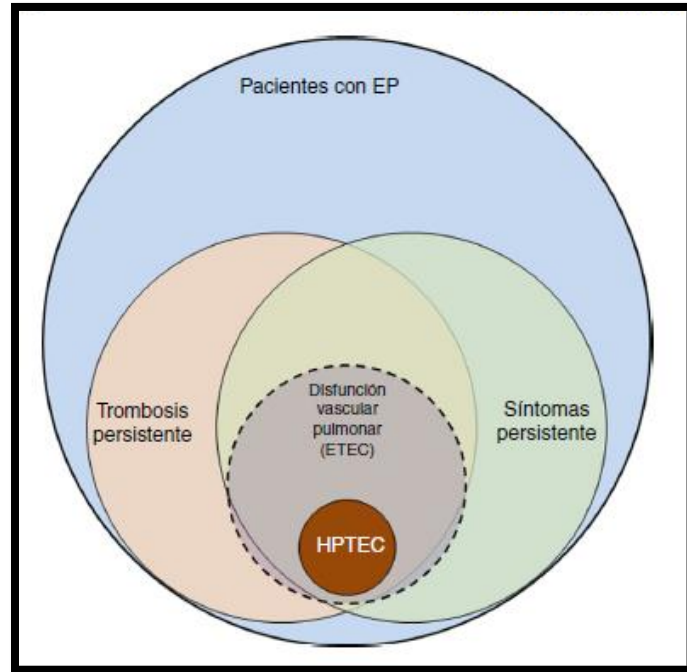 Pacientes con EP
Disfunción
vascular
pulmonar
(ETEC)
Trombosis
persistente
Síntomas
persistente
HPTEC